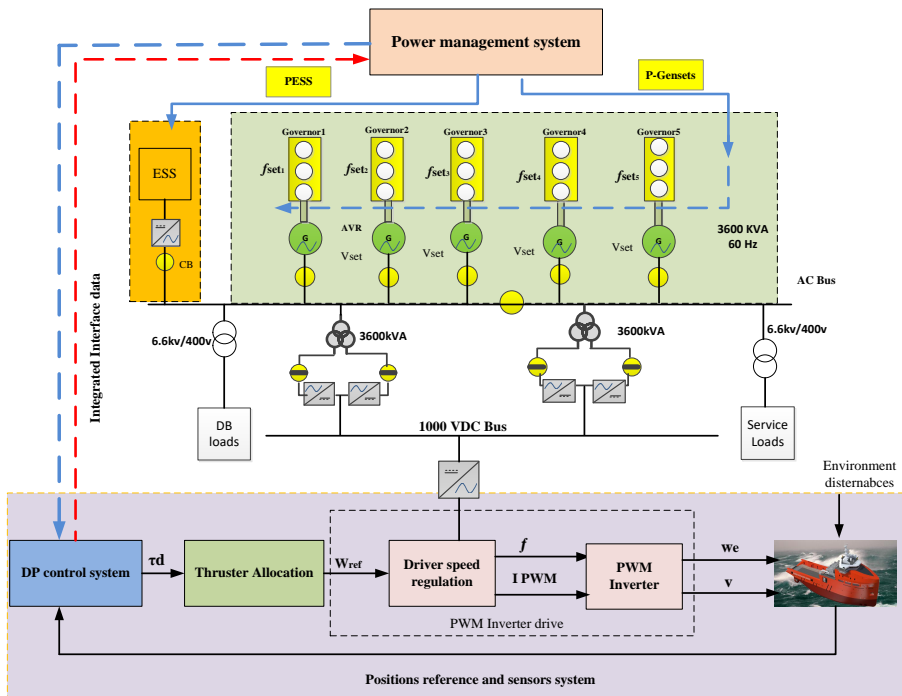 Power management system
PESS
P-Gensets
Governor1
Governor2
Governor3
Governor4
Governor5
ESS
fset1
fset2
fset3
fset4
fset5
AVR
G
G
G
G
G
Vset
Vset
Vset
Vset
3600 KVA
60 Hz
CB
AC Bus
6.6kv/400v
3600kVA
3600kVA
6.6kv/400v
Integrated Interface data
DB
loads
1000 VDC Bus
Service
Loads
Environment
disternabces
DP control system
τd
Thruster Allocation
Wref
Driver speed
regulation
f
I PWM
PWM
Inverter
we
v
PWM Inverter drive
Positions reference and sensors system